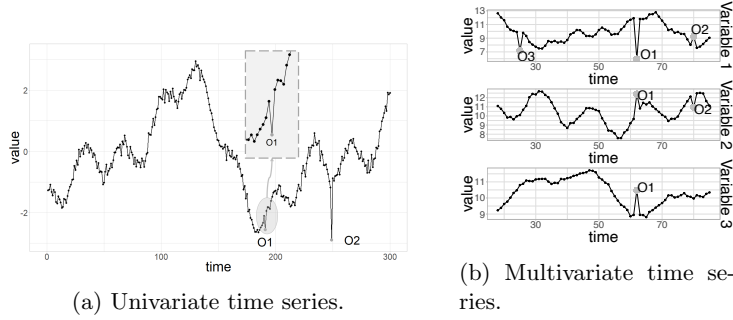 2
0
-2
value
O1
O1
O2
0
100
200
300
time
(a) Univariate time series.
13
11
9
7
value
O3
O1
O2
30
50
70
time
Variable 1
12
11
10
9
8
value
O1
O2
30
50
70
time
Variable 2
11
10
9
value
O1
30
50
70
time
Variable 3
(b) Multivariate time se-
ries.